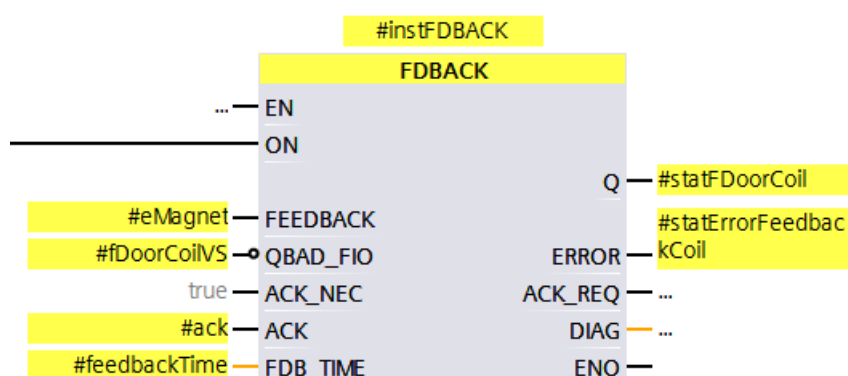 #instFDBACK
FDBACK
... EN
ON
Q #statFDoorCoil
#eMagnet FEEDBACK
#fDoorCoilVS QBAD_FIO
ERROR #statErrorFeedbac
kCoil
true ACK_NEC
ACK_REQ ...
#ack ACK
DIAG ...
#feedbackTime FDB_TIME
ENO